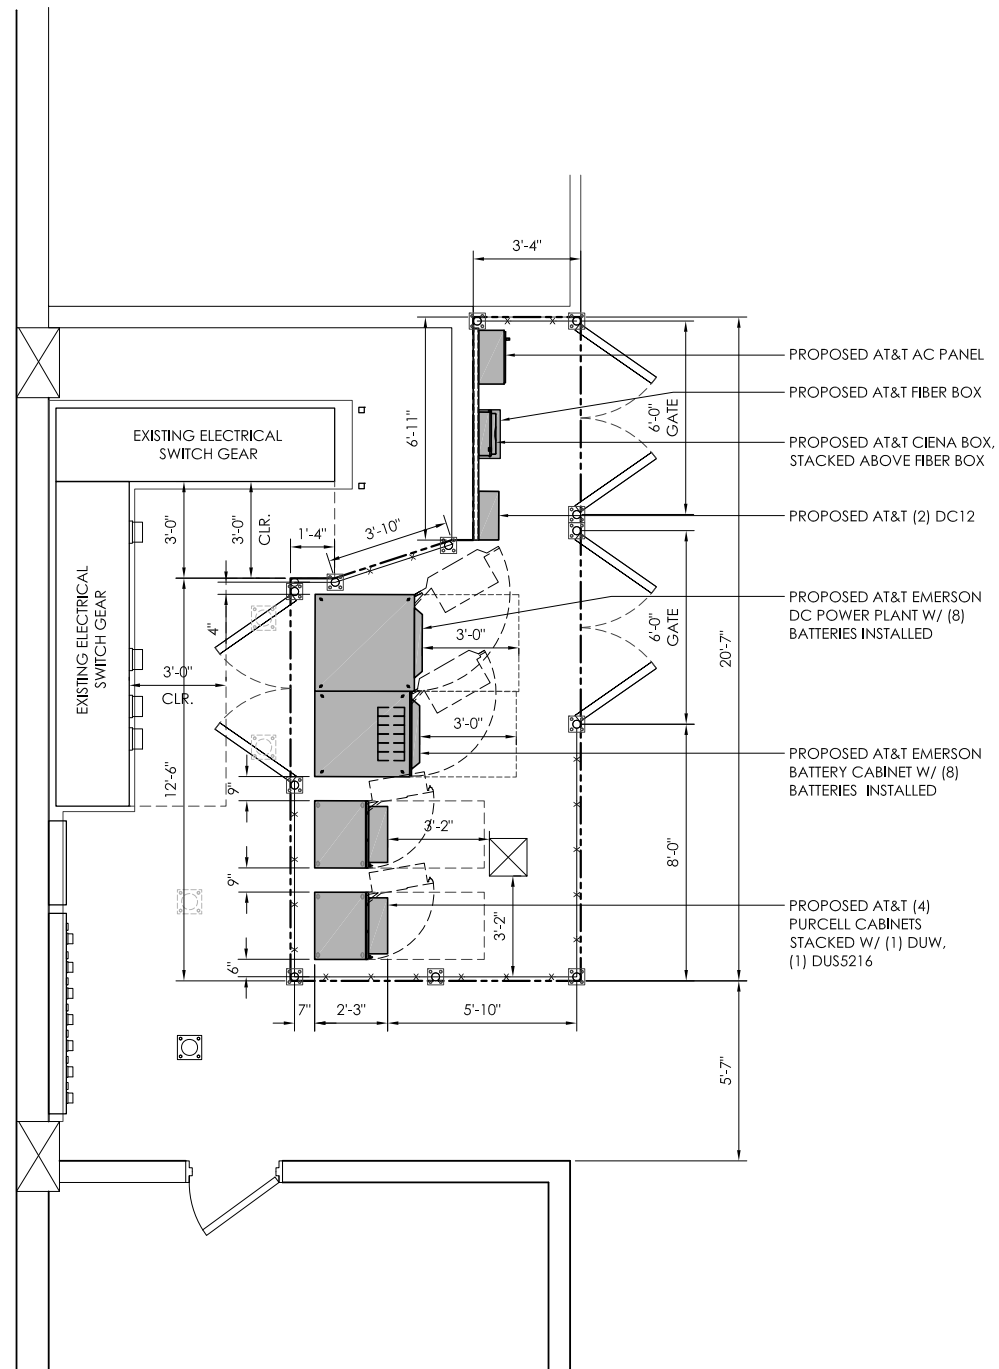 3'-4"
PROPOSED AT&T AC PANEL
PROPOSED AT&T FIBER BOX
6'-0"
GATE
6'-11"
EXISTING ELECTRICAL
SWITCH GEAR
PROPOSED AT&T CIENA BOX,
STACKED ABOVE FIBER BOX
3'-0"
3'-0"
CLR.
1'-4"
3'-10"
PROPOSED AT&T (2) DC12
EXISTING ELECTRICAL
SWITCH GEAR
4"
3'-0"
6'-0"
GATE
20'-7"
PROPOSED AT&T EMERSON
DC POWER PLANT W/ (8)
BATTERIES INSTALLED
3'-0"
CLR.
3'-0"
PROPOSED AT&T EMERSON
BATTERY CABINET W/ (8)
BATTERIES INSTALLED
12'-6"
9"
3'-2"
8'-0"
9"
3'-2"
PROPOSED AT&T (4)
PURCELL CABINETS
STACKED W/ (1) DUW,
(1) DUS5216
6"
7"
2'-3"
5'-10"
5'-7"